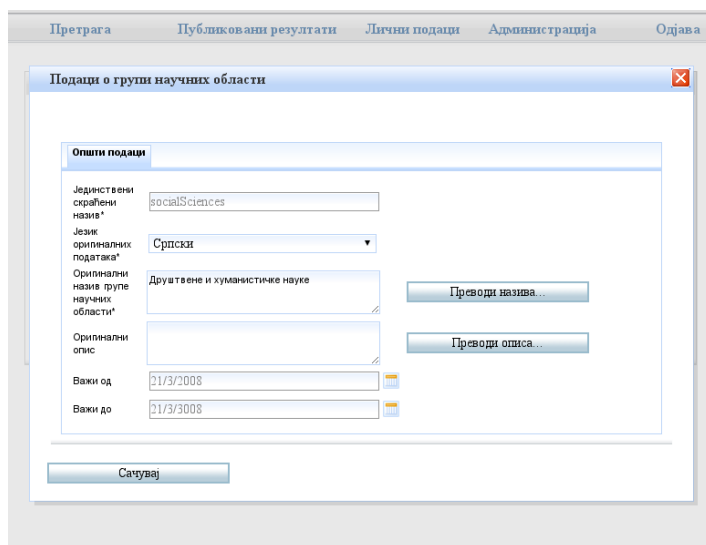 Претрага Публиковани резултати Лични подаци Администрација Одјава
Подаци о групи научних области
Општи подаци
Јединствени
скраћени
назив*
socialSciences
Језик
оригиналних
података*
Српски
Оригинални
назив групе
научних
области*
Друштвене и хуманистичке науке
Преводи назива...
Оригинални
опис
Преводи описа...
Важи од
21/3/2008
Важи до
21/3/3008
Сачувај